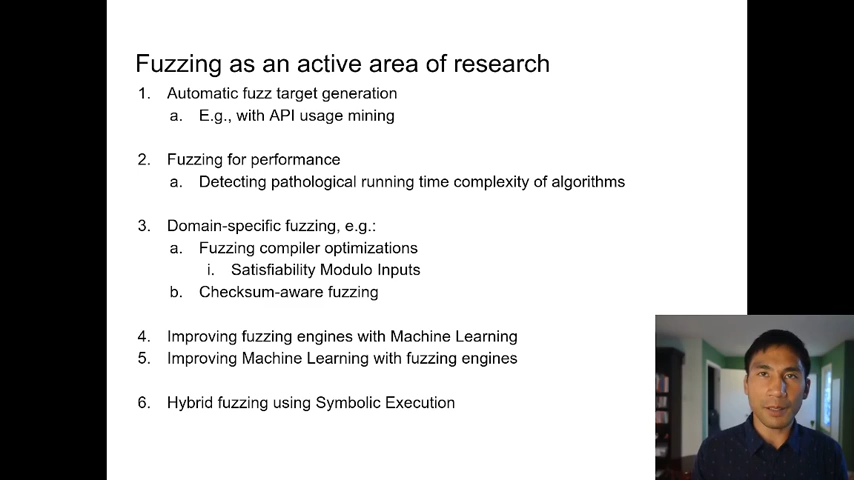 Fuzzing as an active area of research
1. Automatic fuzz target generation
a. E.g., with API usage mining
2. Fuzzing for performance
a. Detecting pathological running time complexity of algorithms
3. Domain-specific fuzzing, e.g.:
a. Fuzzing compiler optimizations
i. Satisfiability Modulo Inputs
b. Checksum-aware fuzzing
4. Improving fuzzing engines with Machine Learning
5. Improving Machine Learning with fuzzing engines
6. Hybrid fuzzing using Symbolic Execution